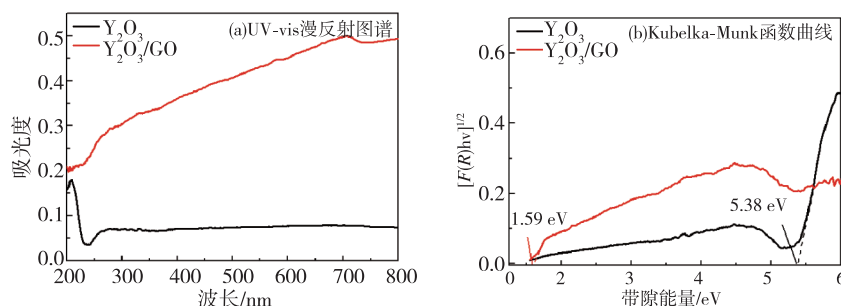 Y₂O₃
Y₂O₃/GO
(a)UV-vis漫反射图谱
吸光度
0.5
0.4
0.3
0.2
0.1
0.0
200 300 400 500 600 700 800
波长/nm
Y₂O₃
Y₂O₃/GO
(b)Kubelka-Munk函数曲线
[F(R)hv]¹/²
0.6
0.4
0.2
0.0
1.59 eV
5.38 eV
0 2 3 4 5 6
带隙能量/eV